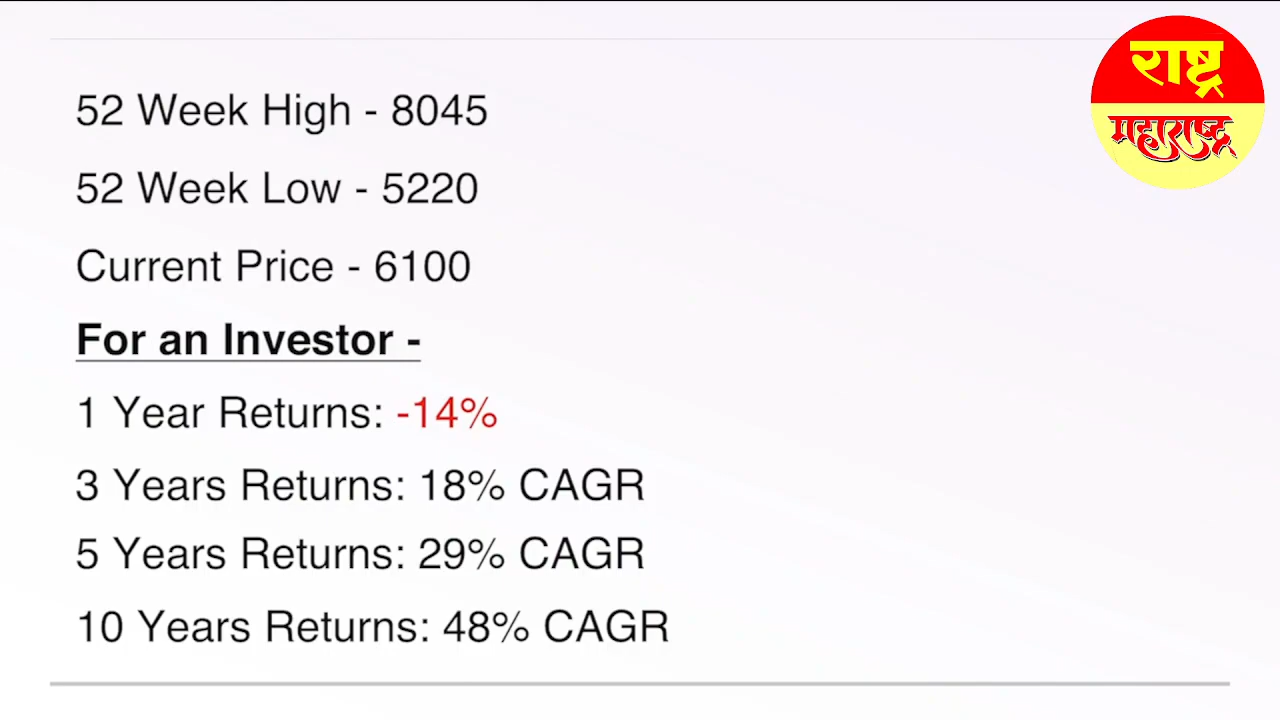 राष्ट्र
महाराष्ट्र
52 Week High - 8045
52 Week Low - 5220
Current Price - 6100
For an Investor -
1 Year Returns: -14%
3 Years Returns: 18% CAGR
5 Years Returns: 29% CAGR
10 Years Returns: 48% CAGR